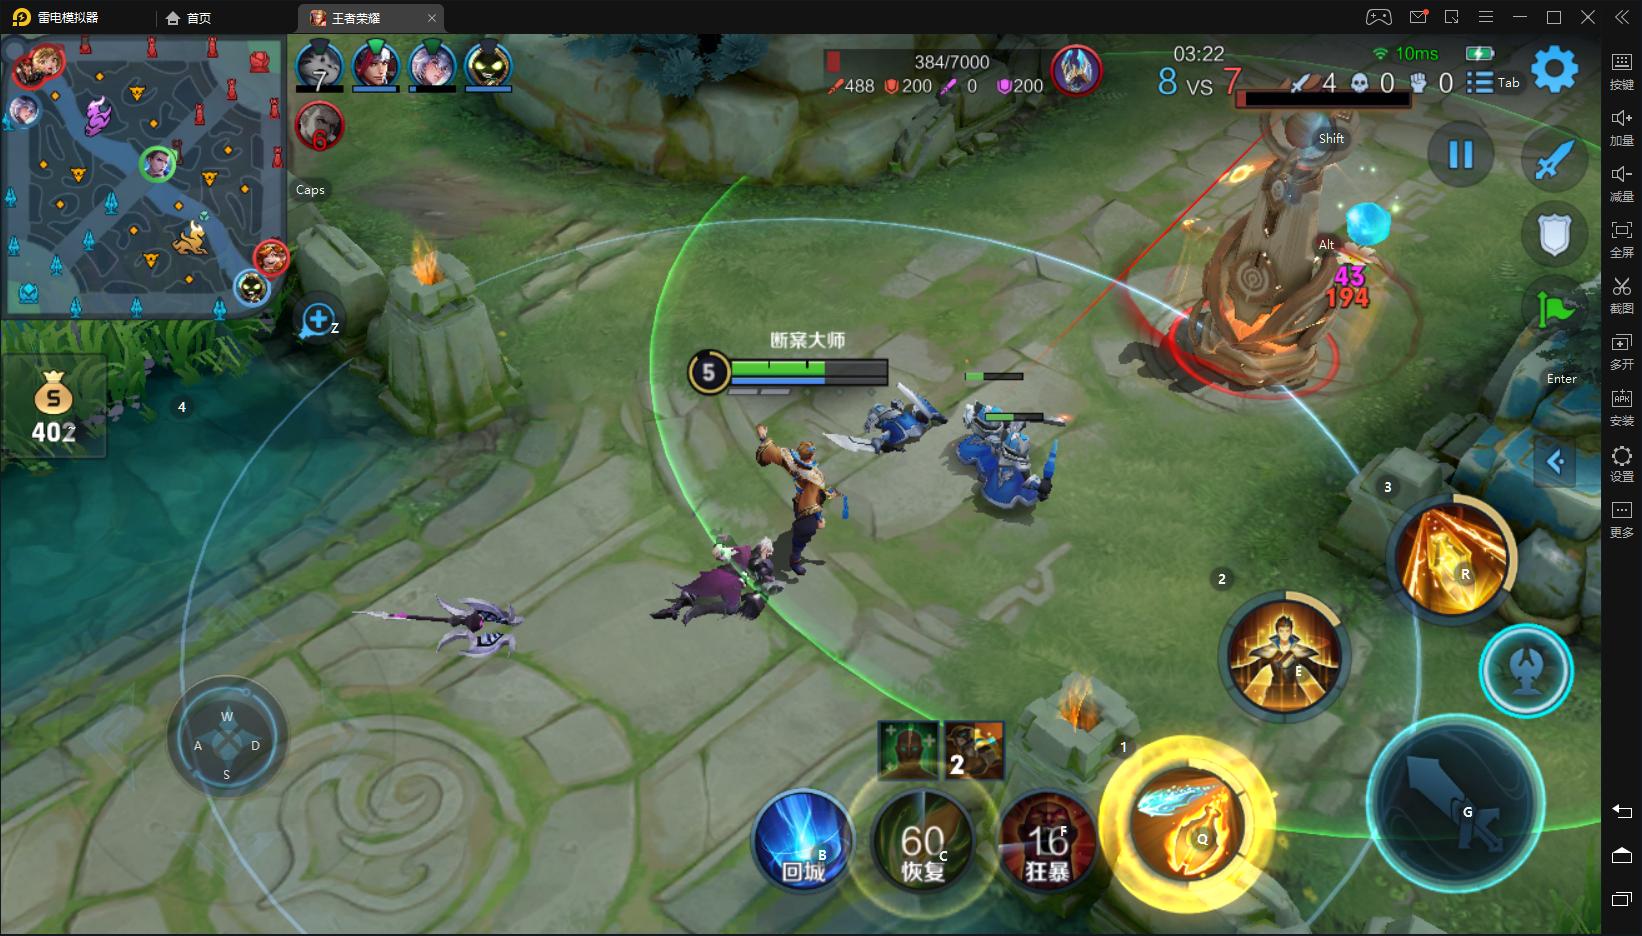 雷电模拟器
首页
王者荣耀
7
6
384/7000
488 200 0 200
03:22
10ms
8 VS 7
4 0 0
Tab
Shift
Alt
43
194
Caps
Z
402
4
断案大师
5
Enter
3
R
2
E
W
A D
S
2
1
B
回城
60
C
恢复
16
F
狂暴
Q
G
按键
加量
减量
全屏
截图
多开
APK
安装
设置
更多